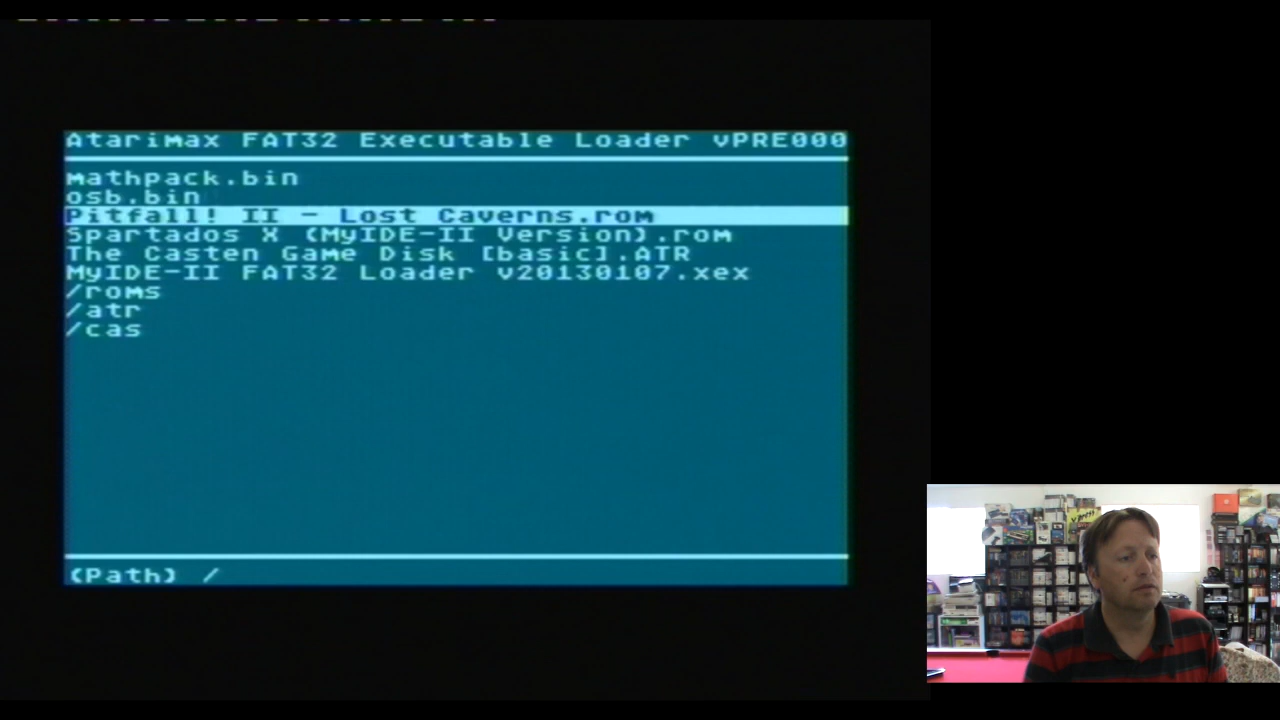 Atarimax FAT32 Executable Loader vPRE000
mathpack.bin
osb.bin
Pitfall! II - Lost Caverns.rom
Spartados X (MyIDE-II Version).rom
The Casten Game Disk [basic].ATR
MyIDE-II FAT32 Loader v20130107.xex
/roms
/atr
/cas
(Path) /